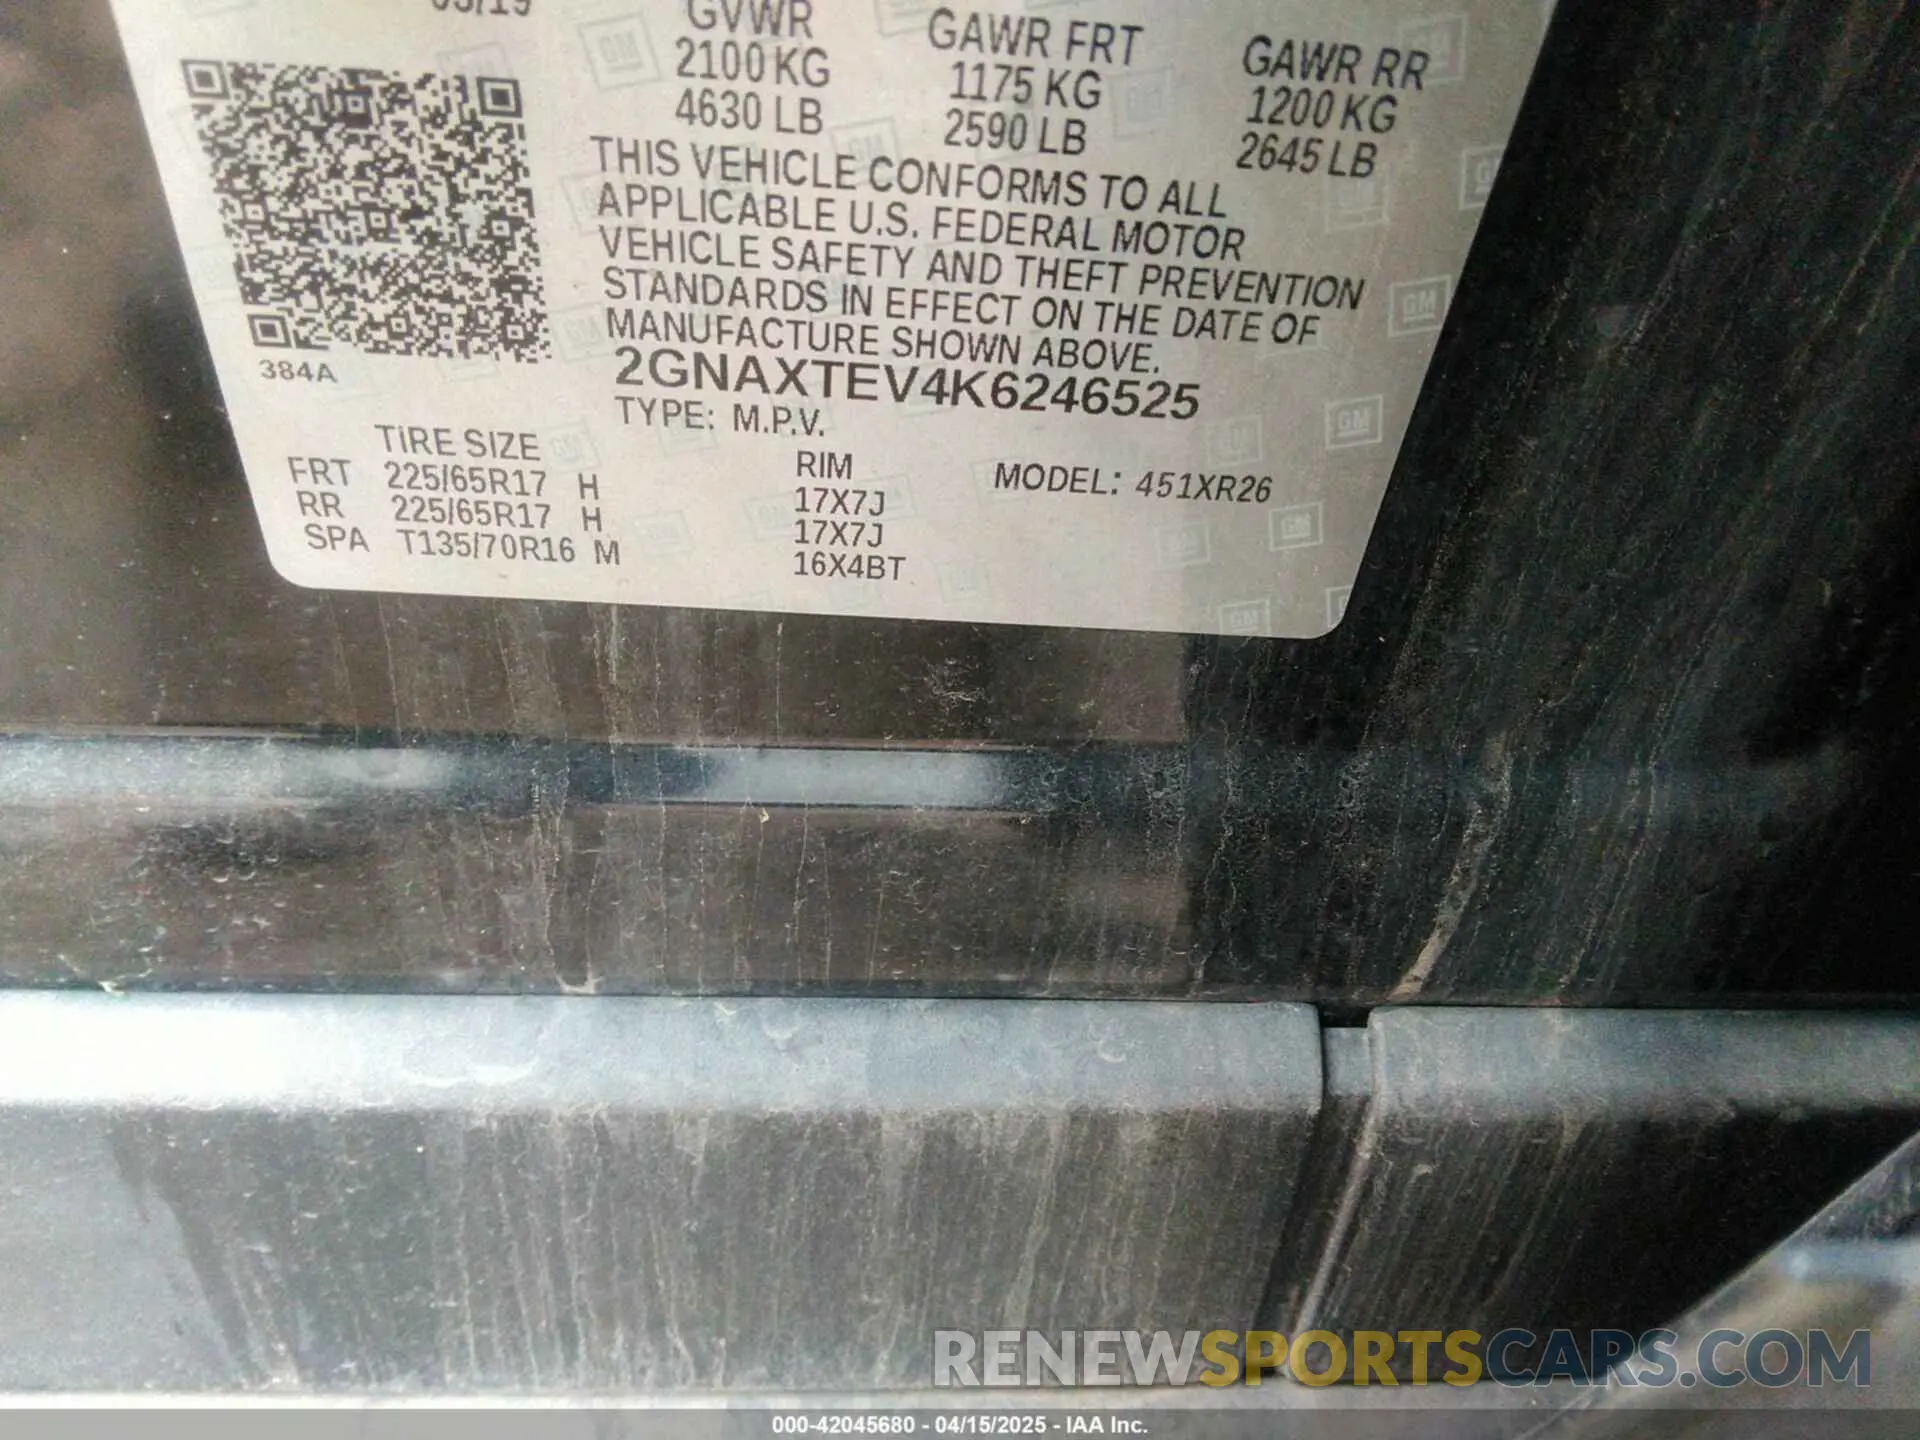 GVWR
2100 KG
4630 LB
GAWR FRT
1175 KG
2590 LB
GAWR RR
1200 KG
2645 LB
THIS VEHICLE CONFORMS TO ALL
APPLICABLE U.S. FEDERAL MOTOR
VEHICLE SAFETY AND THEFT PREVENTION
STANDARDS IN EFFECT ON THE DATE OF
MANUFACTURE SHOWN ABOVE.
384A
2GNAXTEV4K6246525
TYPE: M.P.V.
TIRE SIZE
RIM
MODEL: 451XR26
FRT 225/65R17 H 17X7J
RR 225/65R17 H 17X7J
SPA T135/70R16 M 16X4BT
GM
RENEWSPORTSCARS.COM
000-42045680 - 04/15/2025 - IAA Inc.